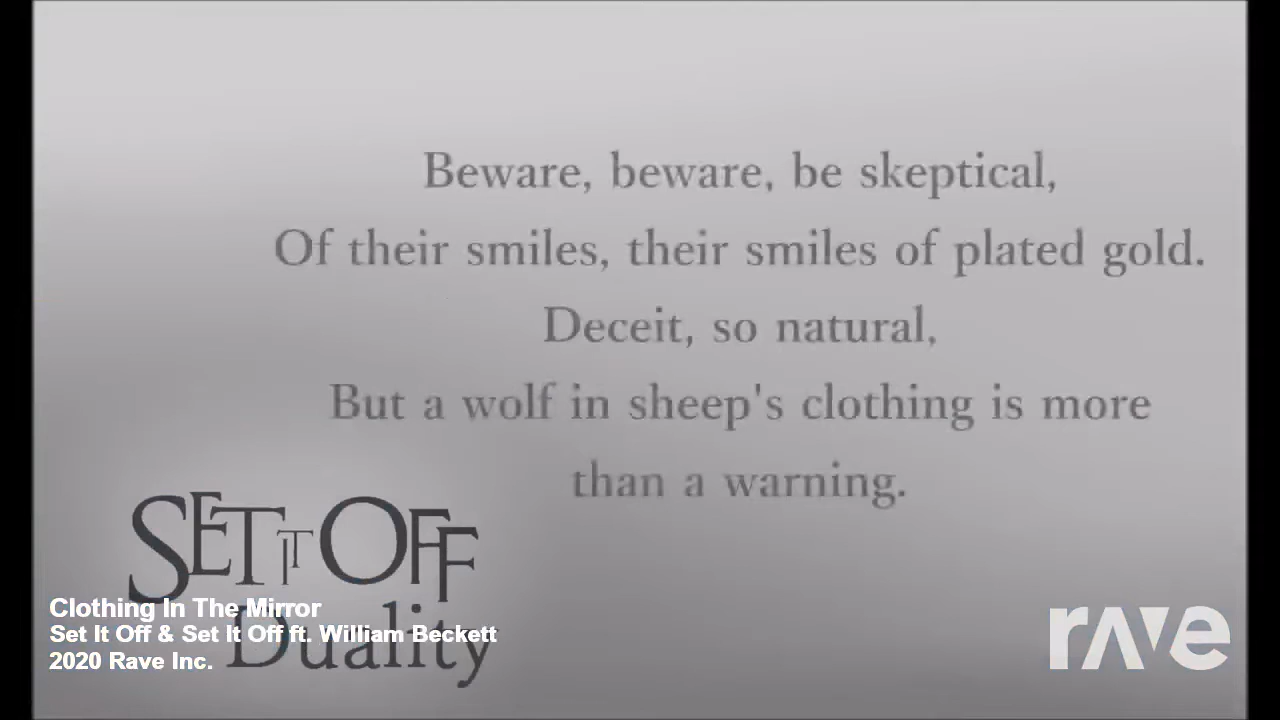 Beware, beware, be skeptical,
Of their smiles, their smiles of plated gold.
Deceit, so natural,
But a wolf in sheep's clothing is more
than a warning.
SET IT OFF
Duality
Clothing In The Mirror
Set It Off & Set It Off ft. William Beckett
2020 Rave Inc.
rave